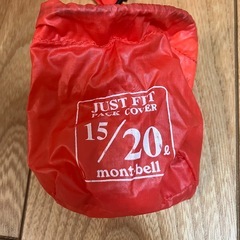 JUST FIT
PACK COVER
15/20ℓ
mont-bell